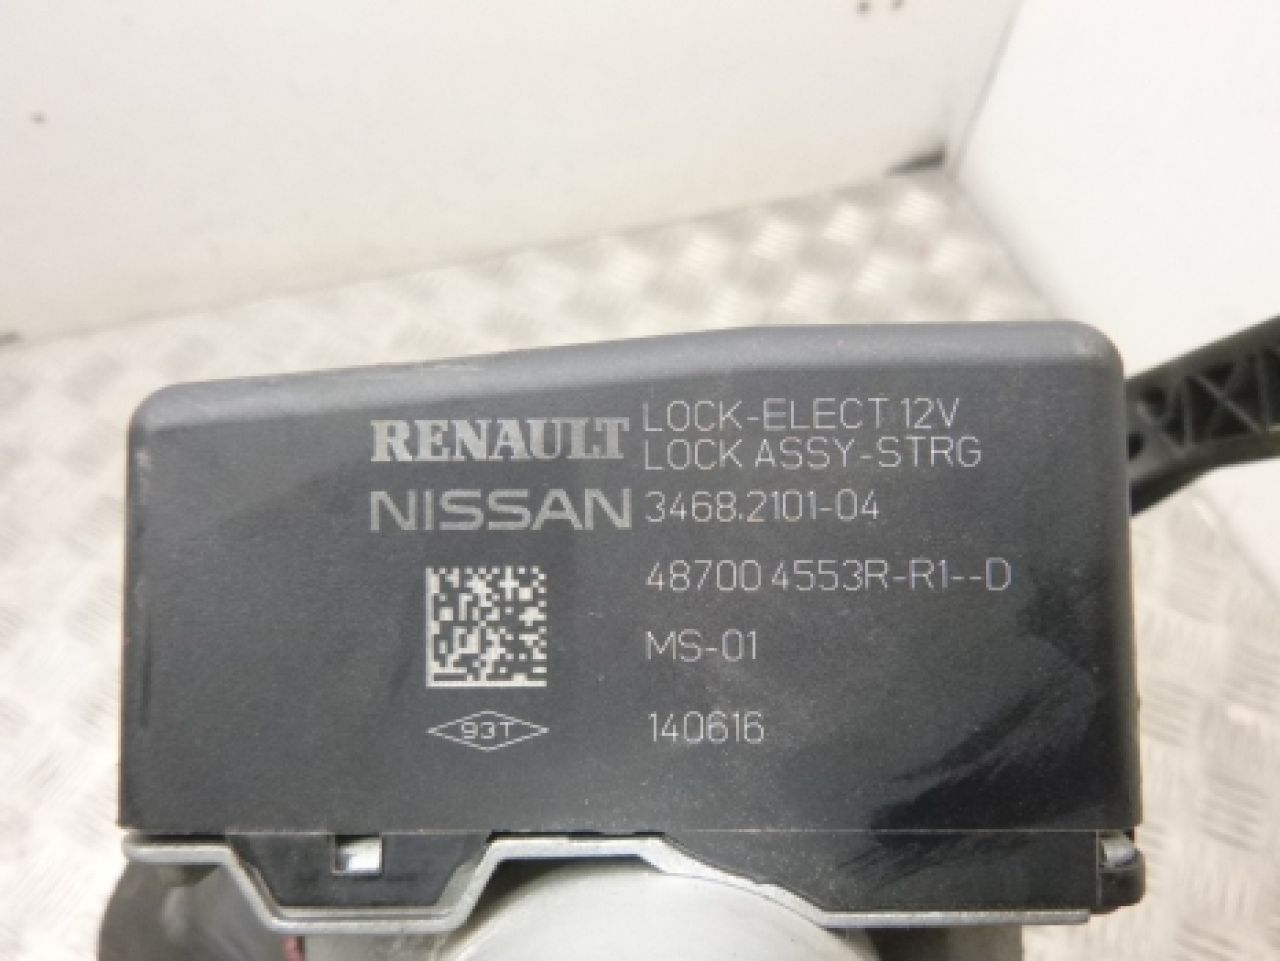 RENAULT LOCK-ELECT 12V
LOCK ASSY-STRG
NISSAN 3468.2101-04
48700 4553R-R1--D
MS-01
93T 140616